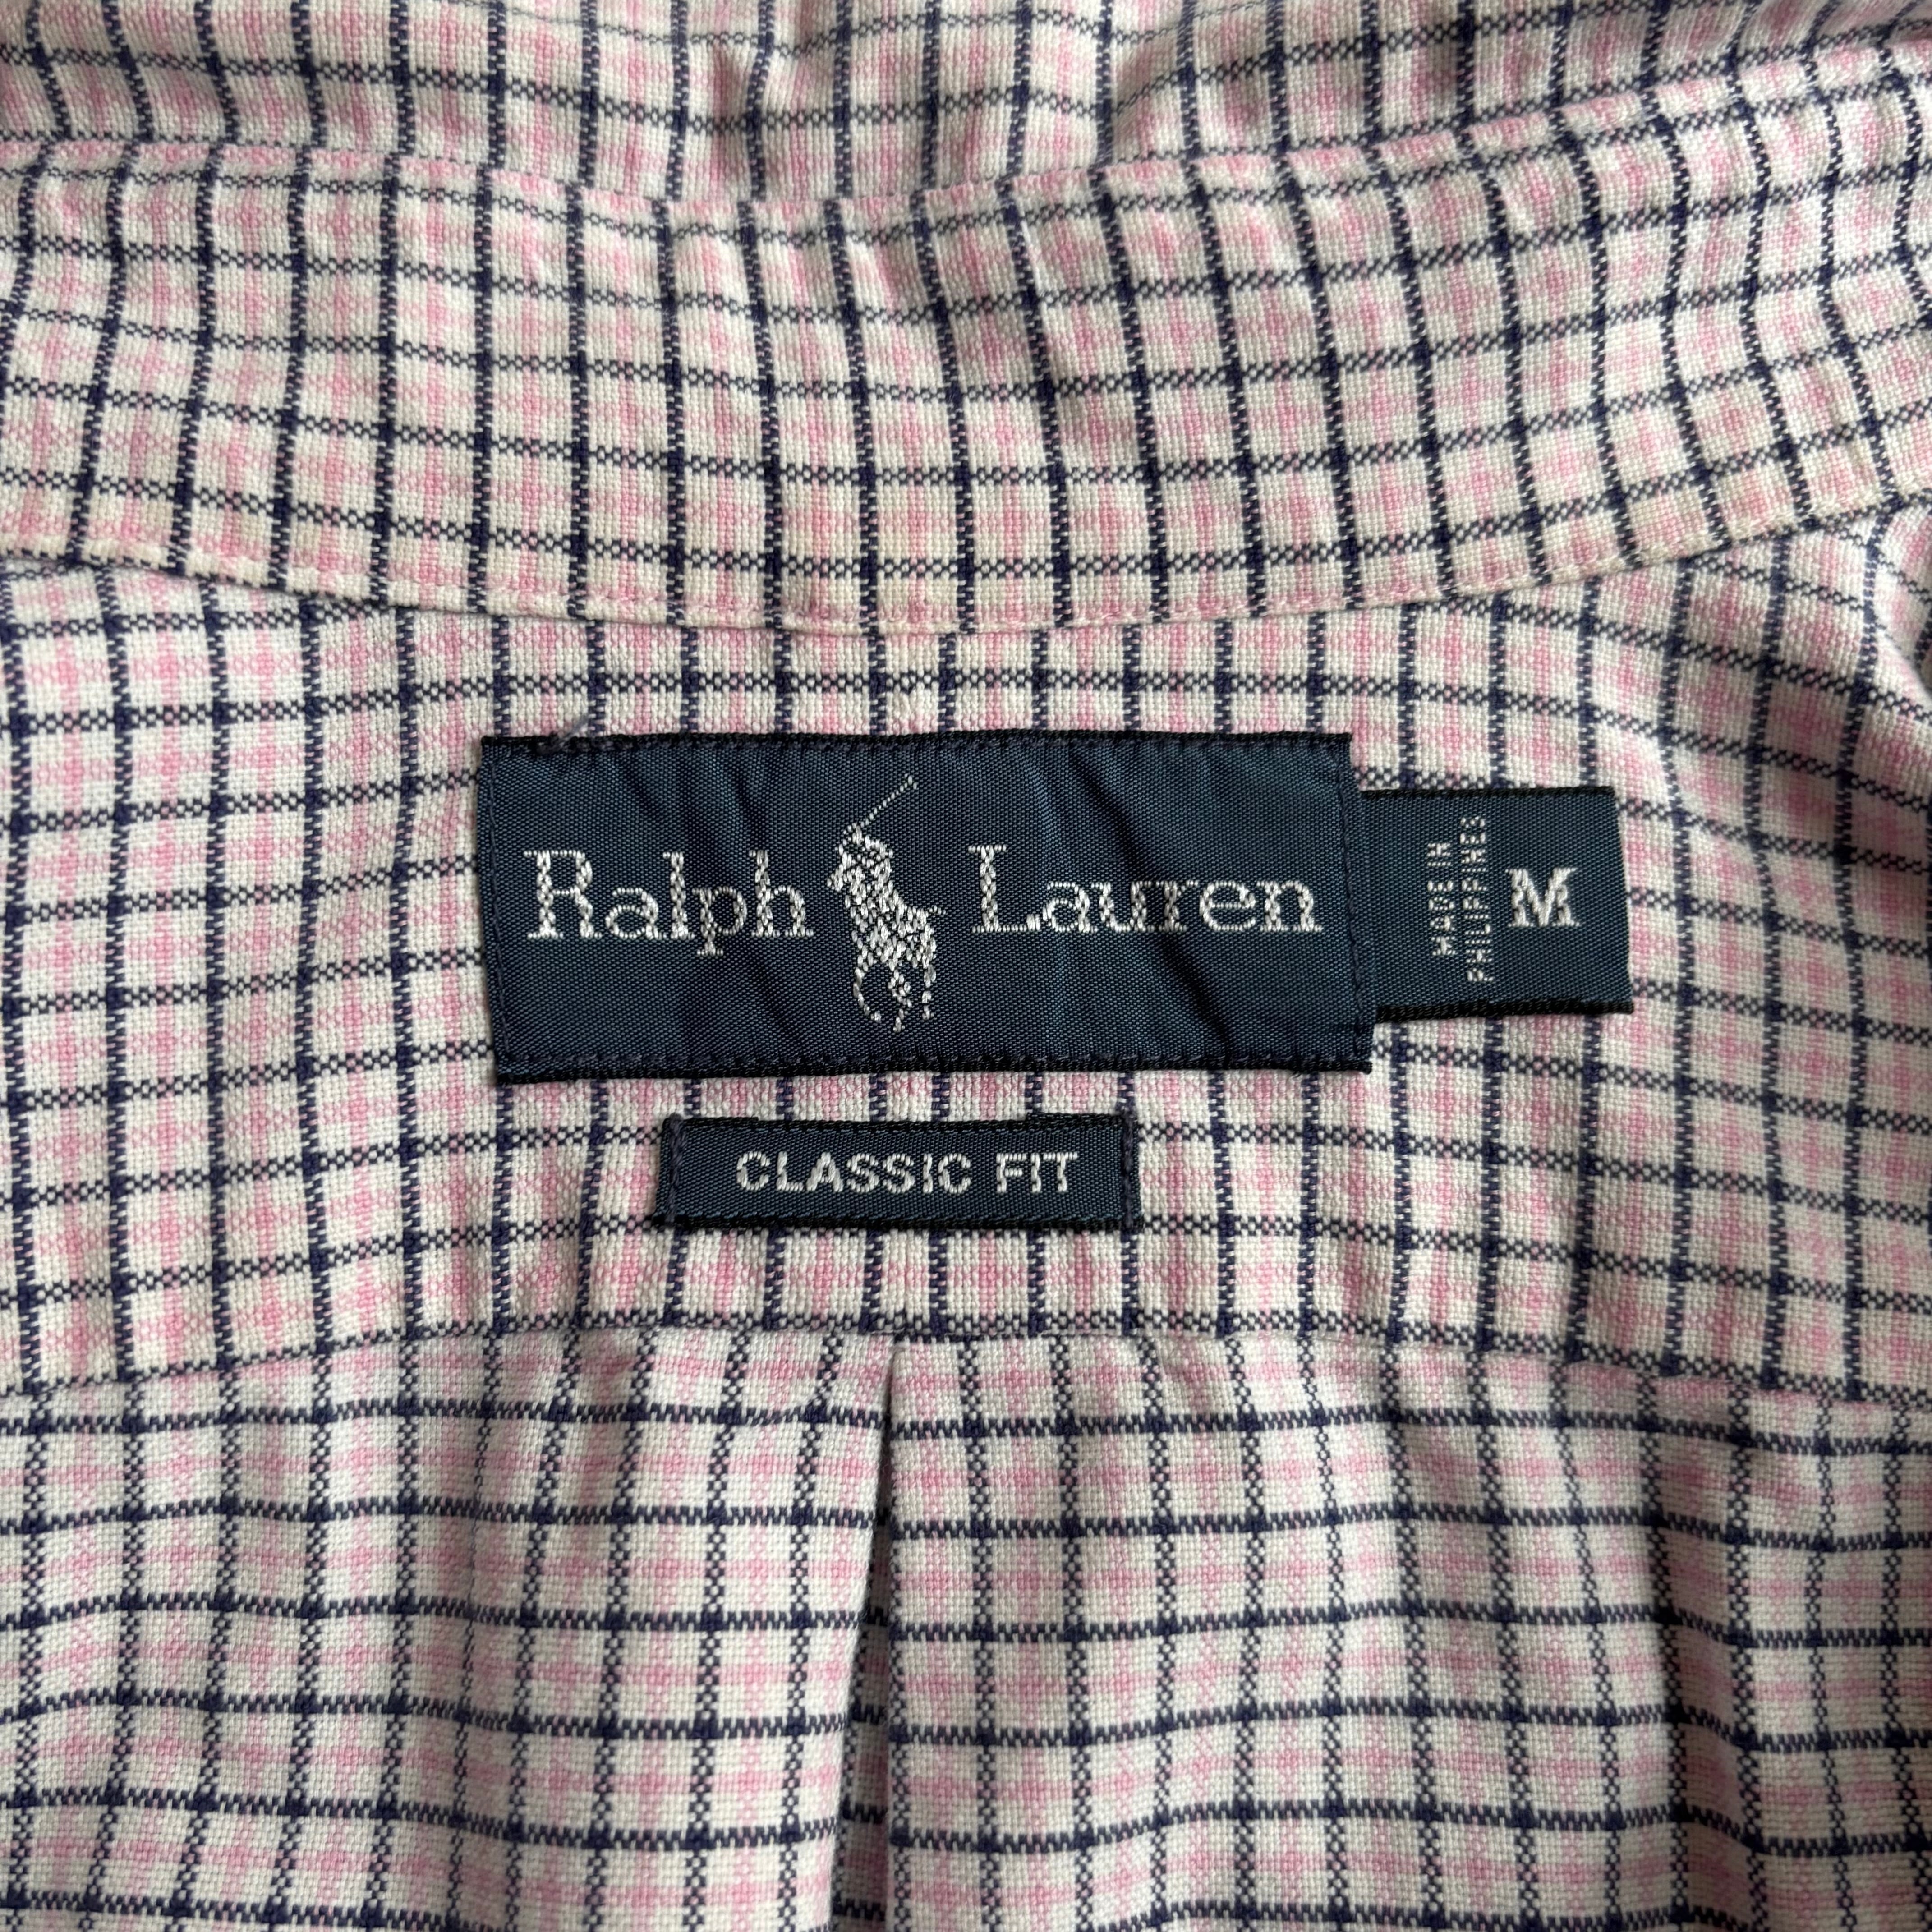 Ralph Lauren
MADE IN
PHILIPPINES
M
CLASSIC FIT